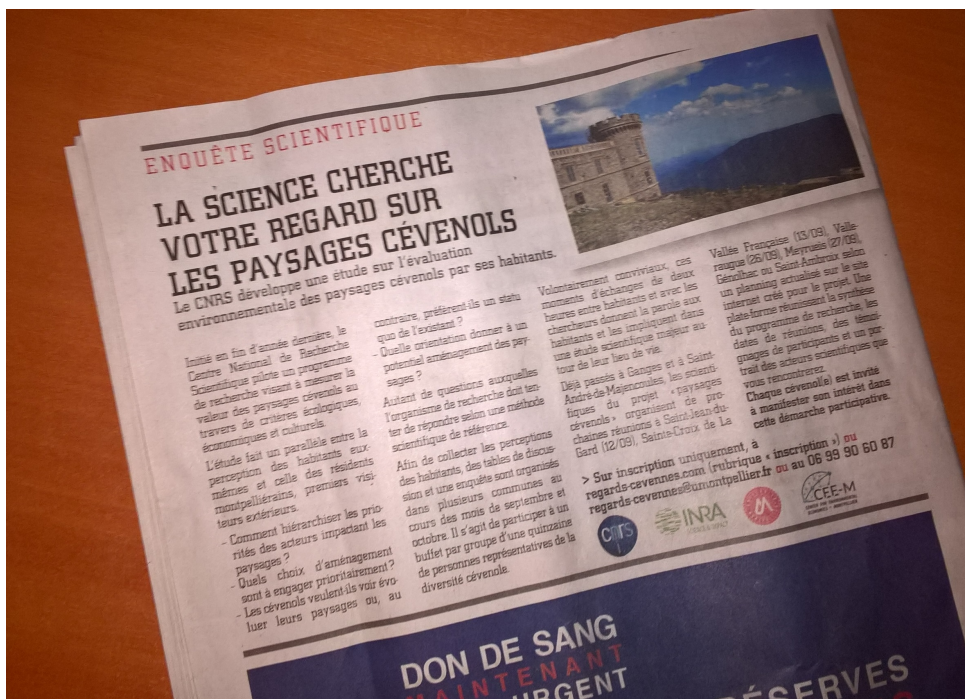 ENQUÊTE SCIENTIFIQUE
LA SCIENCE CHERCHE
VOTRE REGARD SUR
LES PAYSAGES CÉVENOLS
Le CNRS développe une étude sur l'évaluation
environnementale des paysages cévenols par ses habitants.
Initié en fin d'année dernière, le
Centre National de Recherche
Scientifique pilote un programme
de recherche visant à mesurer la
valeur des paysages cévenols au
travers de critères écologiques,
économiques et culturels.
L'étude fait un parallèle entre la
perception des habitants eux-
mêmes et celle des résidents
montpelliérains, premiers visi-
teurs extérieurs.
- Comment hiérarchiser les prio-
rités des acteurs impactant les
paysages ?
- Quels choix d'aménagement
sont à engager prioritairement?
- Les cévenols veulent-ils voir évo-
luer leurs paysages ou, au
contraire, préfèrent-ils un statu
quo de l'existant ?
- Quelle orientation donner à un
potentiel aménagement des pay-
sages ?
Autant de questions auxquelles
l'organisme de recherche doit ten-
ter de répondre selon une méthode
scientifique de référence.
Afin de collecter les perceptions
des habitants, des tables de discus-
sion et une enquête sont organisés
dans plusieurs communes au
cours des mois de septembre et
octobre. Il s'agit de participer à un
buffet par groupe d'une quinzaine
de personnes représentatives de la
diversité cévenole.
Volontairement conviviaux, ces
moments d'échanges de deux
heures entre habitants et avec les
chercheurs donnent la parole aux
habitants et les impliquent dans
une étude scientifique majeur au-
tour de leur lieu de vie.
Déjà passés à Ganges et à Saint-
André-de-Majencoules, les scienti-
fiques du projet « paysages
cévenols » organisent de pro-
chaines réunions à Saint-Jean-du-
Gard (12/09), Sainte-Croix de La
Vallée Française (13/09), Valle-
raugue (26/09), Meyrueis (27/09),
Génolhac ou Saint-Ambroix selon
un planning actualisé sur le site
internet créé pour le projet. Une
plate-forme réunissant la synthèse
du programme de recherche, les
dates de réunions, des témoi-
gnages de participants et un por-
trait des acteurs scientifiques que
vous rencontrerez.
Chaque cévenol(e) est invité
à manifester son intérêt dans
cette démarche participative.
> Sur inscription uniquement, à
regards-cevennes.com (rubrique « inscription ») ou
regards-cevennes@umontpellier.fr ou au 06 99 90 60 87
cnrs
INRA
CEE-M
DON DE SANG
MAINTENANT
URGENT
RÉSERVES